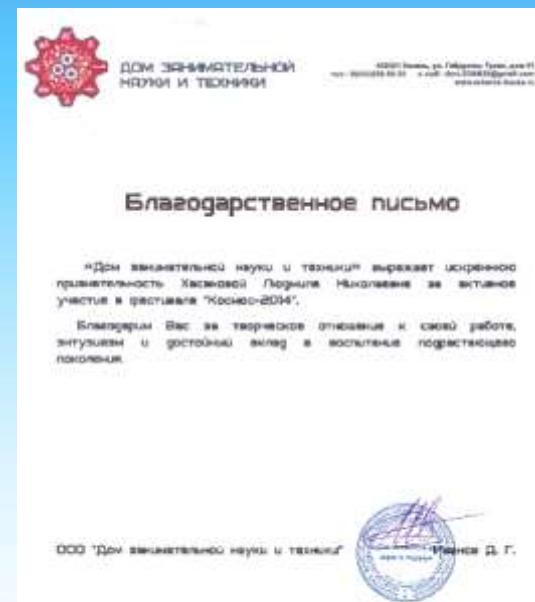 ДОМ ЗАНИМАТЕЛЬНОЙ
НАУКИ И ТЕХНИКИ
Благодарственное письмо
«Дом занимательной науки и техники» выражает искреннюю
признательность Людмиле Николаевне за активное
участие в фестивале "Космос-2014".
Благодарим Вас за творческое отношение к своей работе,
энтузиазм и достойный вклад в воспитание подрастающего
поколения.
ООО "Дом занимательной науки и техники" Иванов Д. Г.